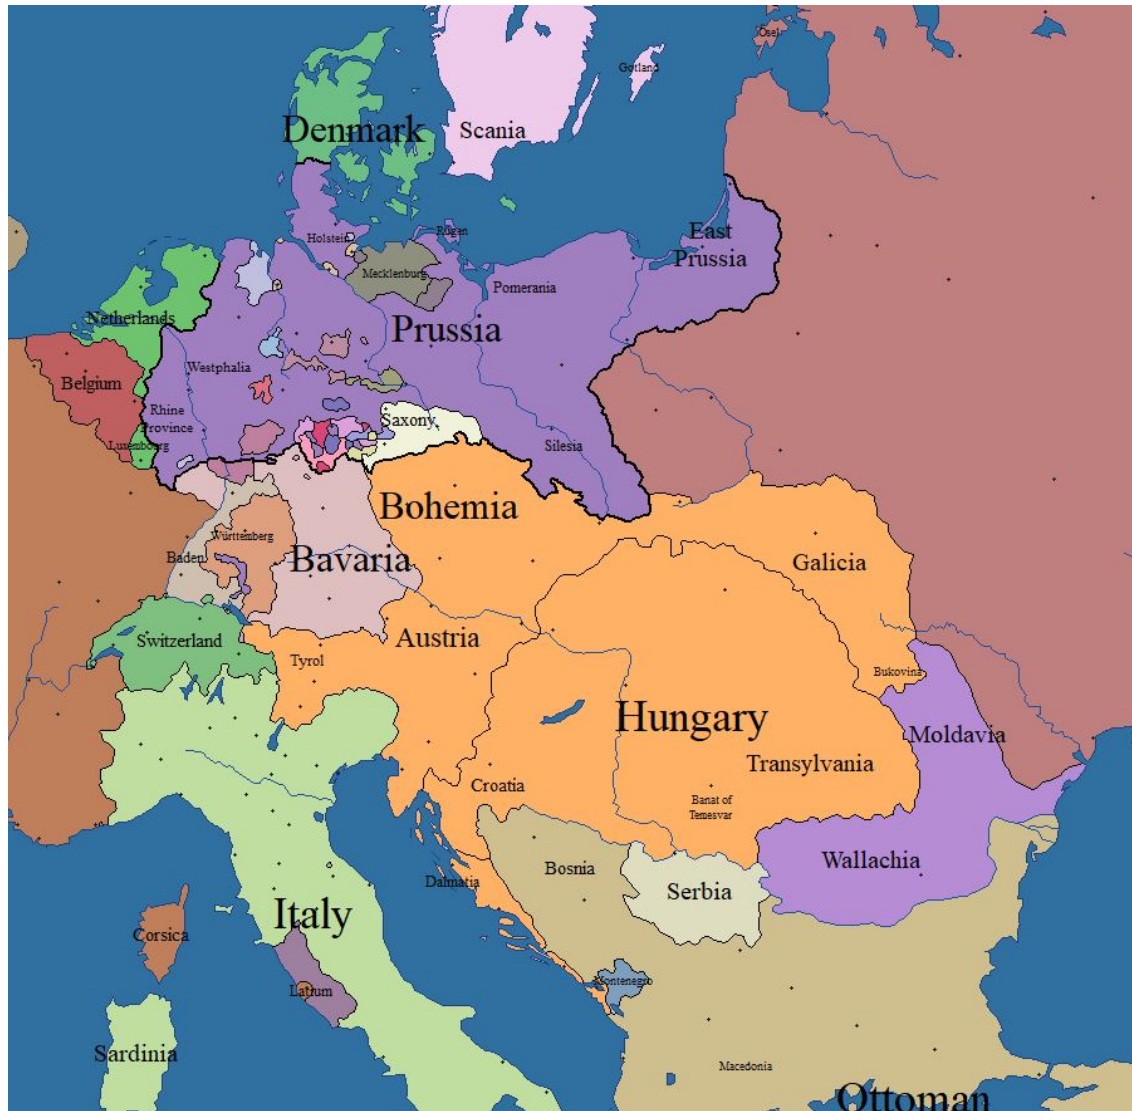 Ösel
Gotland
Denmark
Scania
East
Prussia
Holstein
Rügen
Mecklenburg
Pomerania
Netherlands
Prussia
Westphalia
Belgium
Rhine
Province
Saxony
Luxembourg
Silesia
Bohemia
Württemberg
Baden
Bavaria
Galicia
Switzerland
Austria
Tyrol
Bukovina
Hungary
Moldavia
Transylvania
Croatia
Banat of
Temesvar
Wallachia
Bosnia
Dalmatia
Serbia
Italy
Corsica
Montenegro
Latium
Sardinia
Macedonia
Ottoman